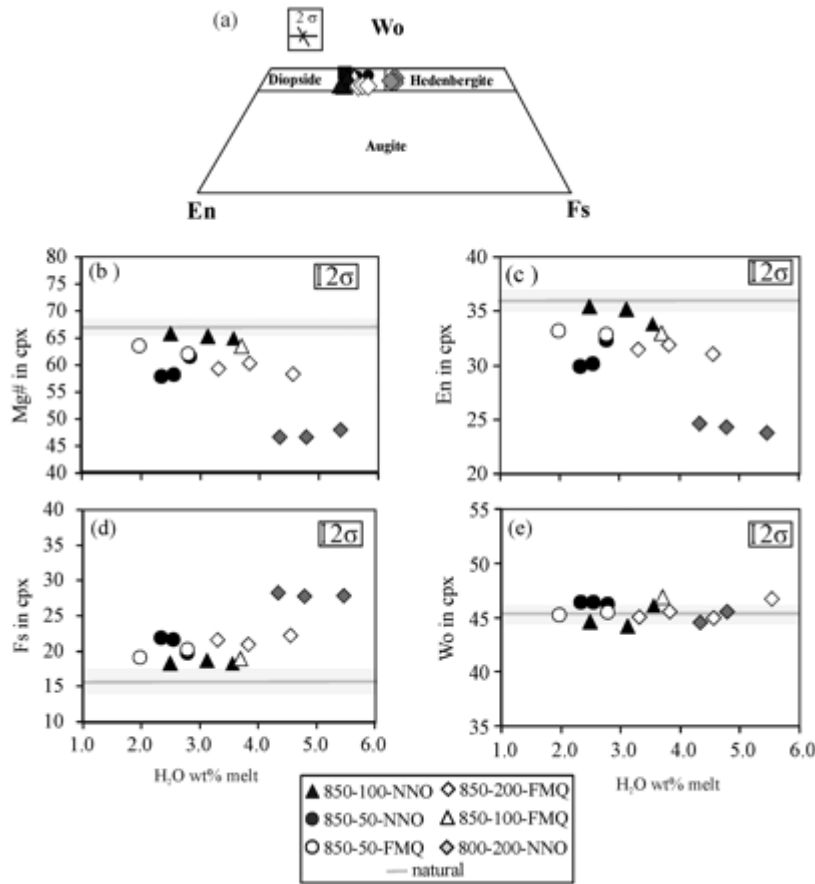 (a)
2 σ
Wo
Diopside
Hedenbergite
Augite
En
Fs
(b )
2σ
Mg# in cpx
80
75
70
65
60
55
50
45
40
(c )
2σ
En in cpx
40
35
30
25
20
(d)
2σ
Fs in cpx
40
35
30
25
20
15
10
1.0 2.0 3.0 4.0 5.0 6.0
H₂O wt% melt
(e)
2σ
Wo in cpx
55
50
45
40
35
1.0 2.0 3.0 4.0 5.0 6.0
H₂O wt% melt
850-100-NNO 850-200-FMQ
850-50-NNO 850-100-FMQ
850-50-FMQ 800-200-NNO
natural